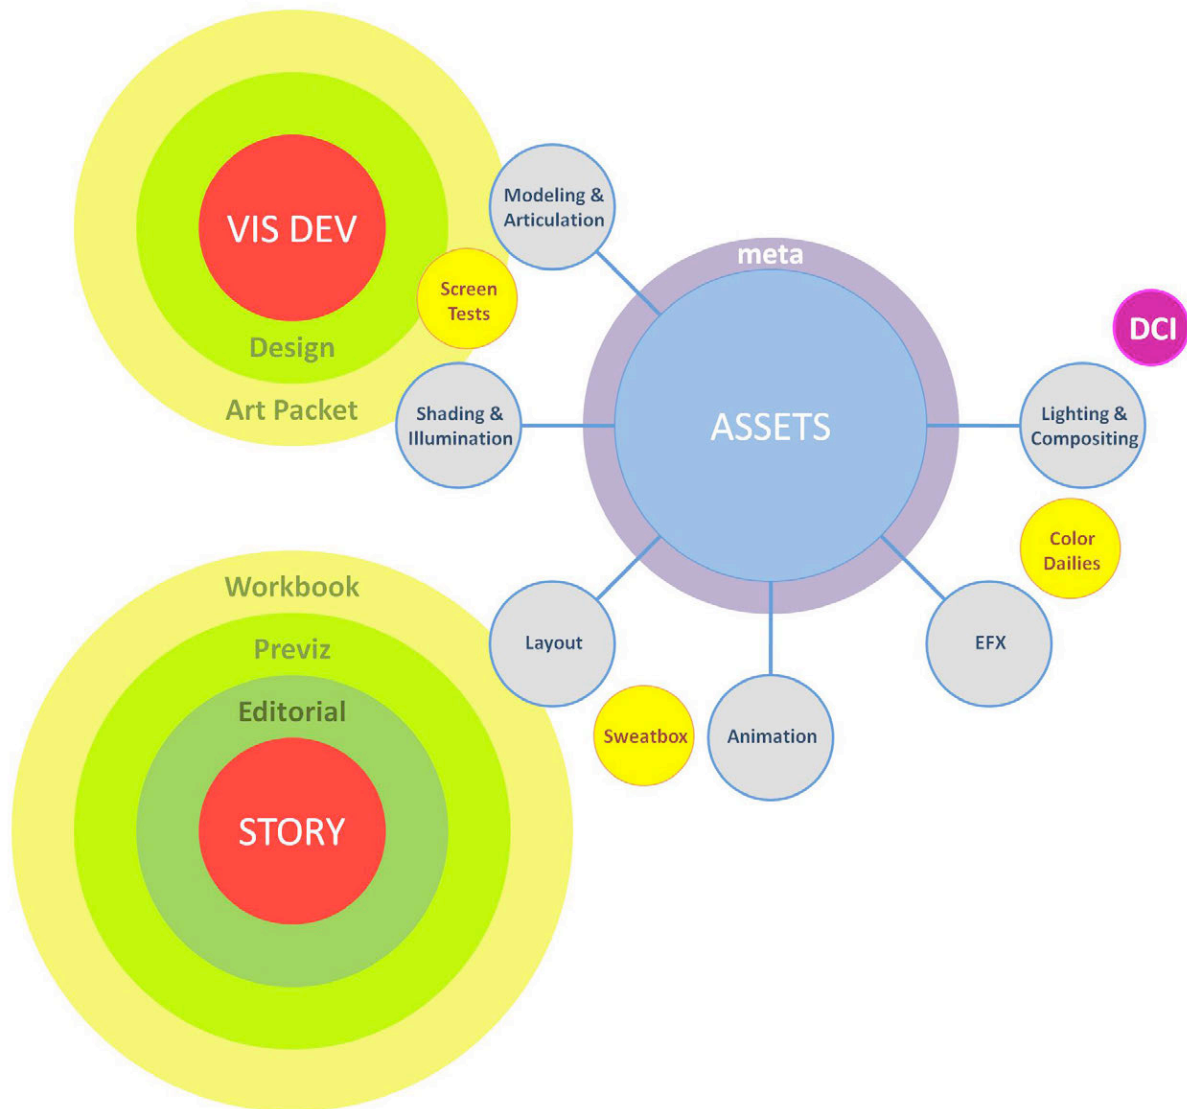 VIS DEV
Design
Art Packet
Modeling &
Articulation
Screen
Tests
Shading &
Illumination
meta
ASSETS
DCI
Lighting &
Compositing
Color
Dailies
EFX
Layout
Sweatbox
Animation
Workbook
Previz
Editorial
STORY